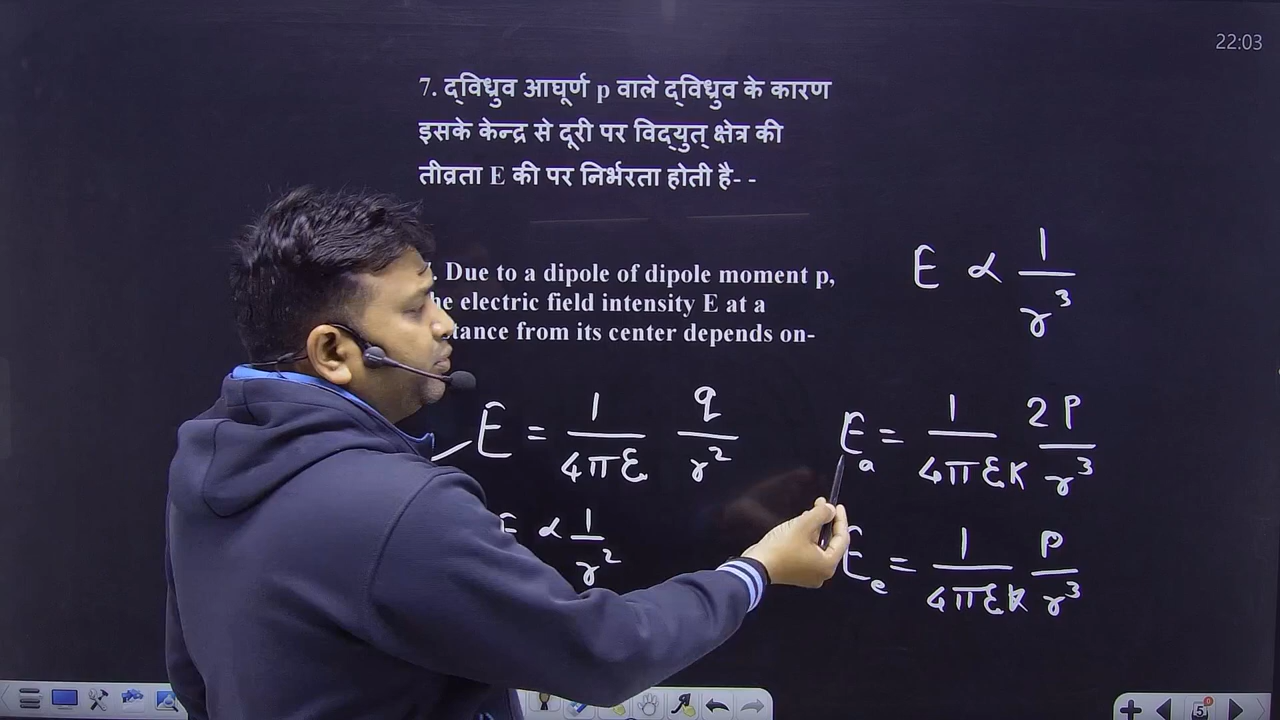 22:03
7. द्विध्रुव आघूर्ण p वाले द्विध्रुव के कारण
इसके केन्द्र से दूरी पर विद्युत् क्षेत्र की
तीव्रता E की पर निर्भरता होती है- -
. Due to a dipole of dipole moment p,
he electric field intensity E at a
tance from its center depends on-
E ∝ 1/r³
E = 1/4πε q/r²
E ∝ 1/r²
Eₐ = 1/4πεK 2P/r³
Eₑ = 1/4πεK P/r³
5